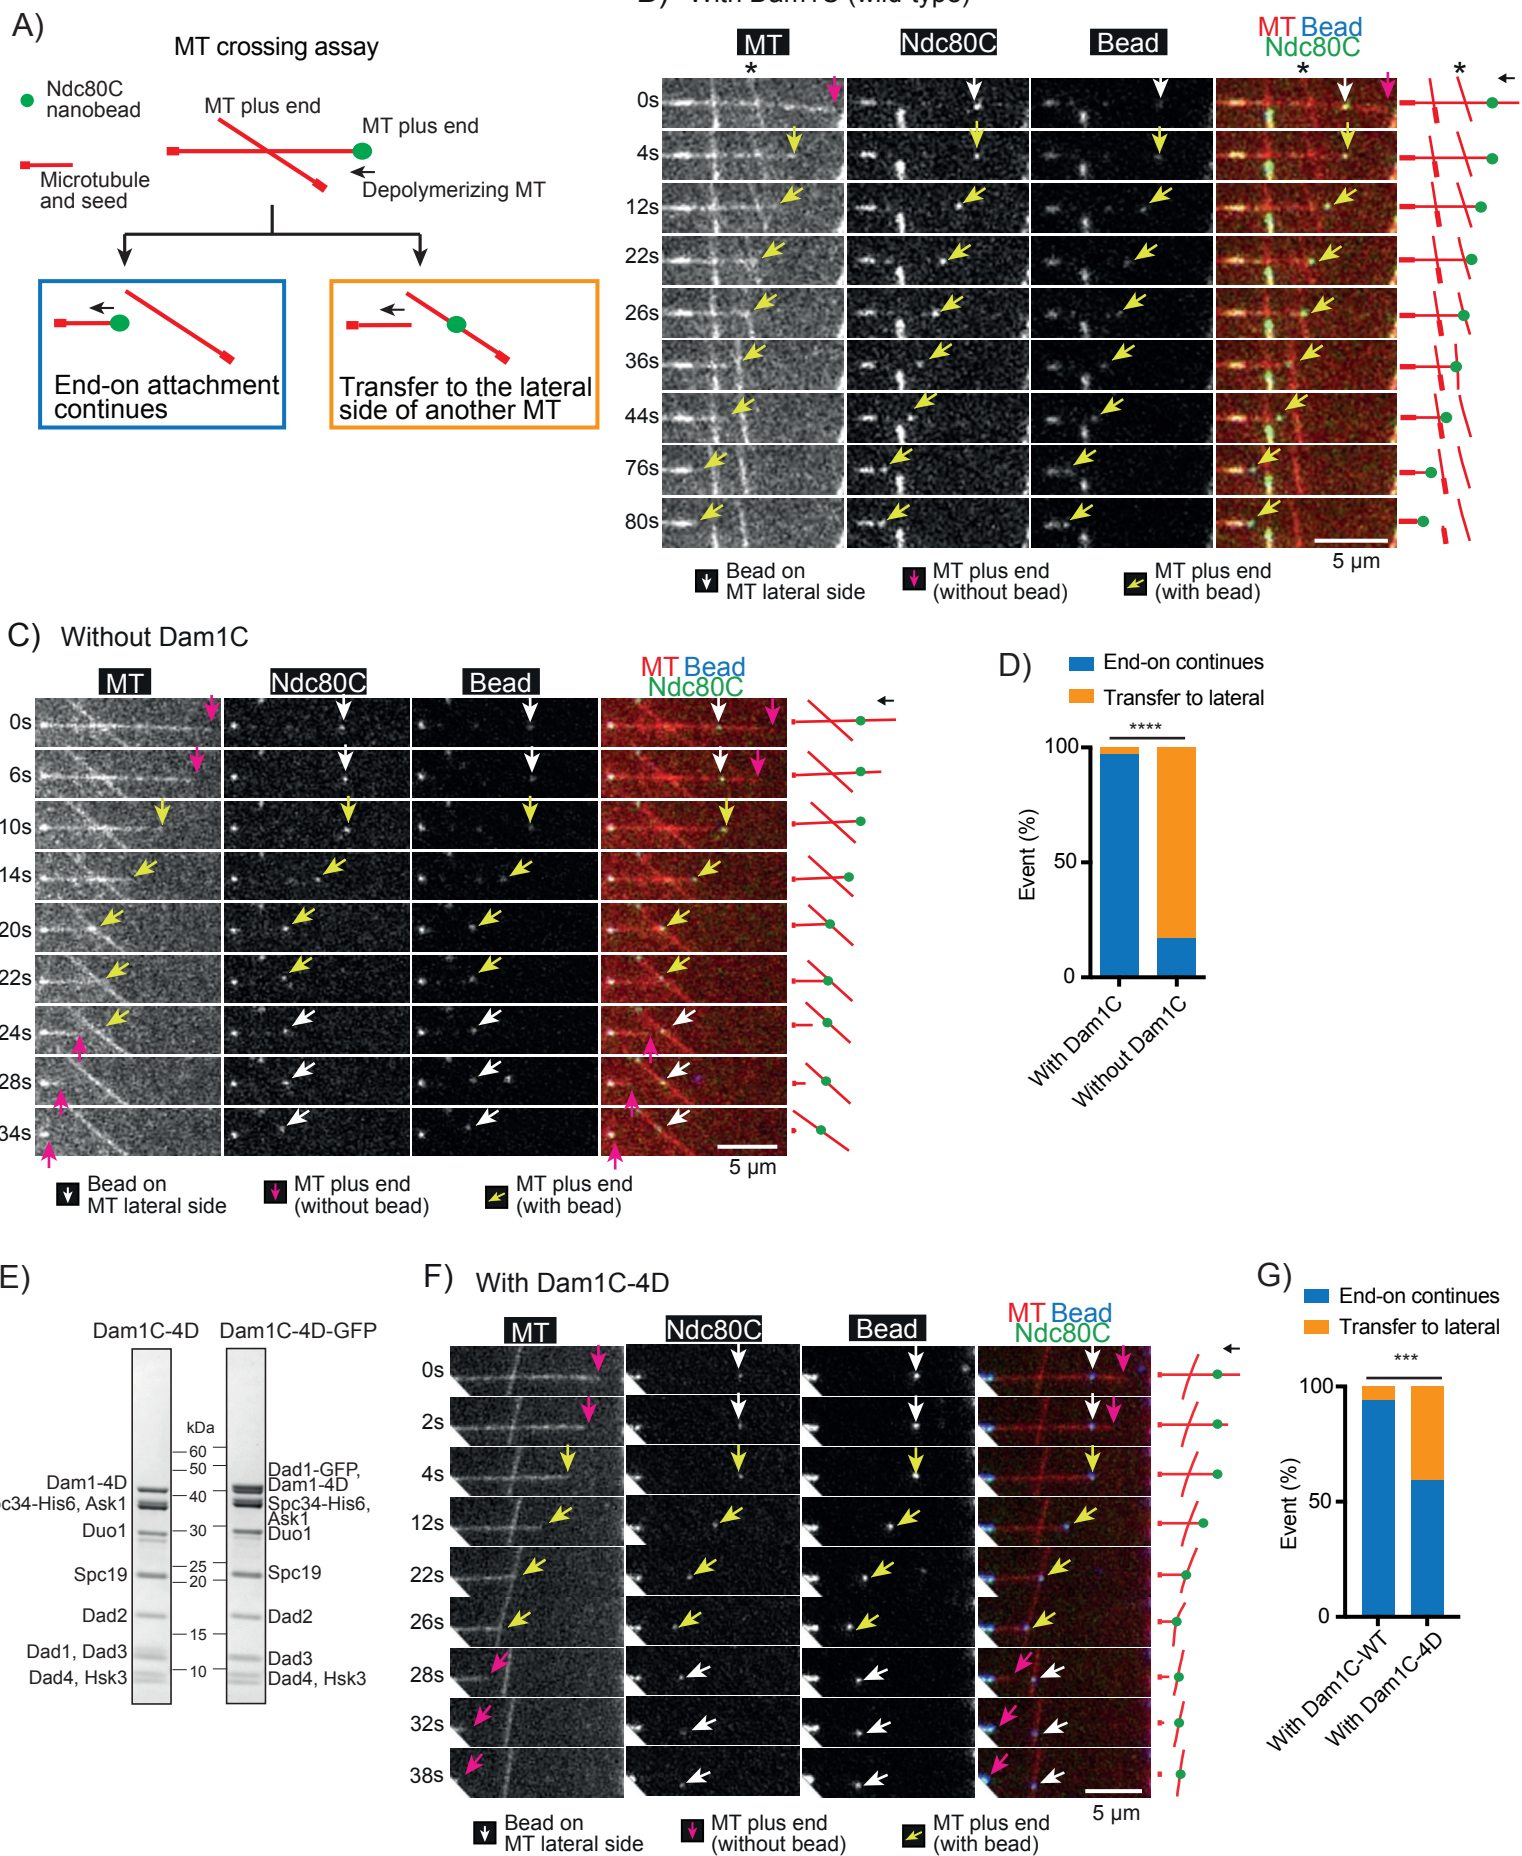 A)
MT crossing assay
Ndc80C
nanobead
MT plus end
MT plus end
Microtubule
and seed
Depolymerizing MT
End-on attachment
continues
Transfer to the lateral
side of another MT
MT
Ndc80C
Bead
MT Bead
Ndc80C
*
*
*
0s
4s
12s
22s
26s
36s
44s
76s
80s
5 µm
Bead on
MT lateral side
MT plus end
(without bead)
MT plus end
(with bead)
C) Without Dam1C
MT
Ndc80C
Bead
MT Bead
Ndc80C
0s
6s
10s
14s
20s
22s
24s
28s
34s
5 µm
Bead on
MT lateral side
MT plus end
(without bead)
MT plus end
(with bead)
D)
End-on continues
Transfer to lateral
****
100
50
0
Event (%)
With Dam1C
Without Dam1C
E)
Dam1C-4D
Dam1C-4D-GFP
kDa
60
50
40
30
25
20
15
10
Dam1-4D
pc34-His6, Ask1
Duo1
Spc19
Dad2
Dad1, Dad3
Dad4, Hsk3
Dad1-GFP,
Dam1-4D
Spc34-His6,
Ask1
Duo1
Spc19
Dad2
Dad3
Dad4, Hsk3
F) With Dam1C-4D
MT
Ndc80C
Bead
MT Bead
Ndc80C
0s
2s
4s
12s
22s
26s
28s
32s
38s
5 µm
Bead on
MT lateral side
MT plus end
(without bead)
MT plus end
(with bead)
G)
End-on continues
Transfer to lateral
***
100
50
0
Event (%)
With Dam1C-WT
With Dam1C-4D